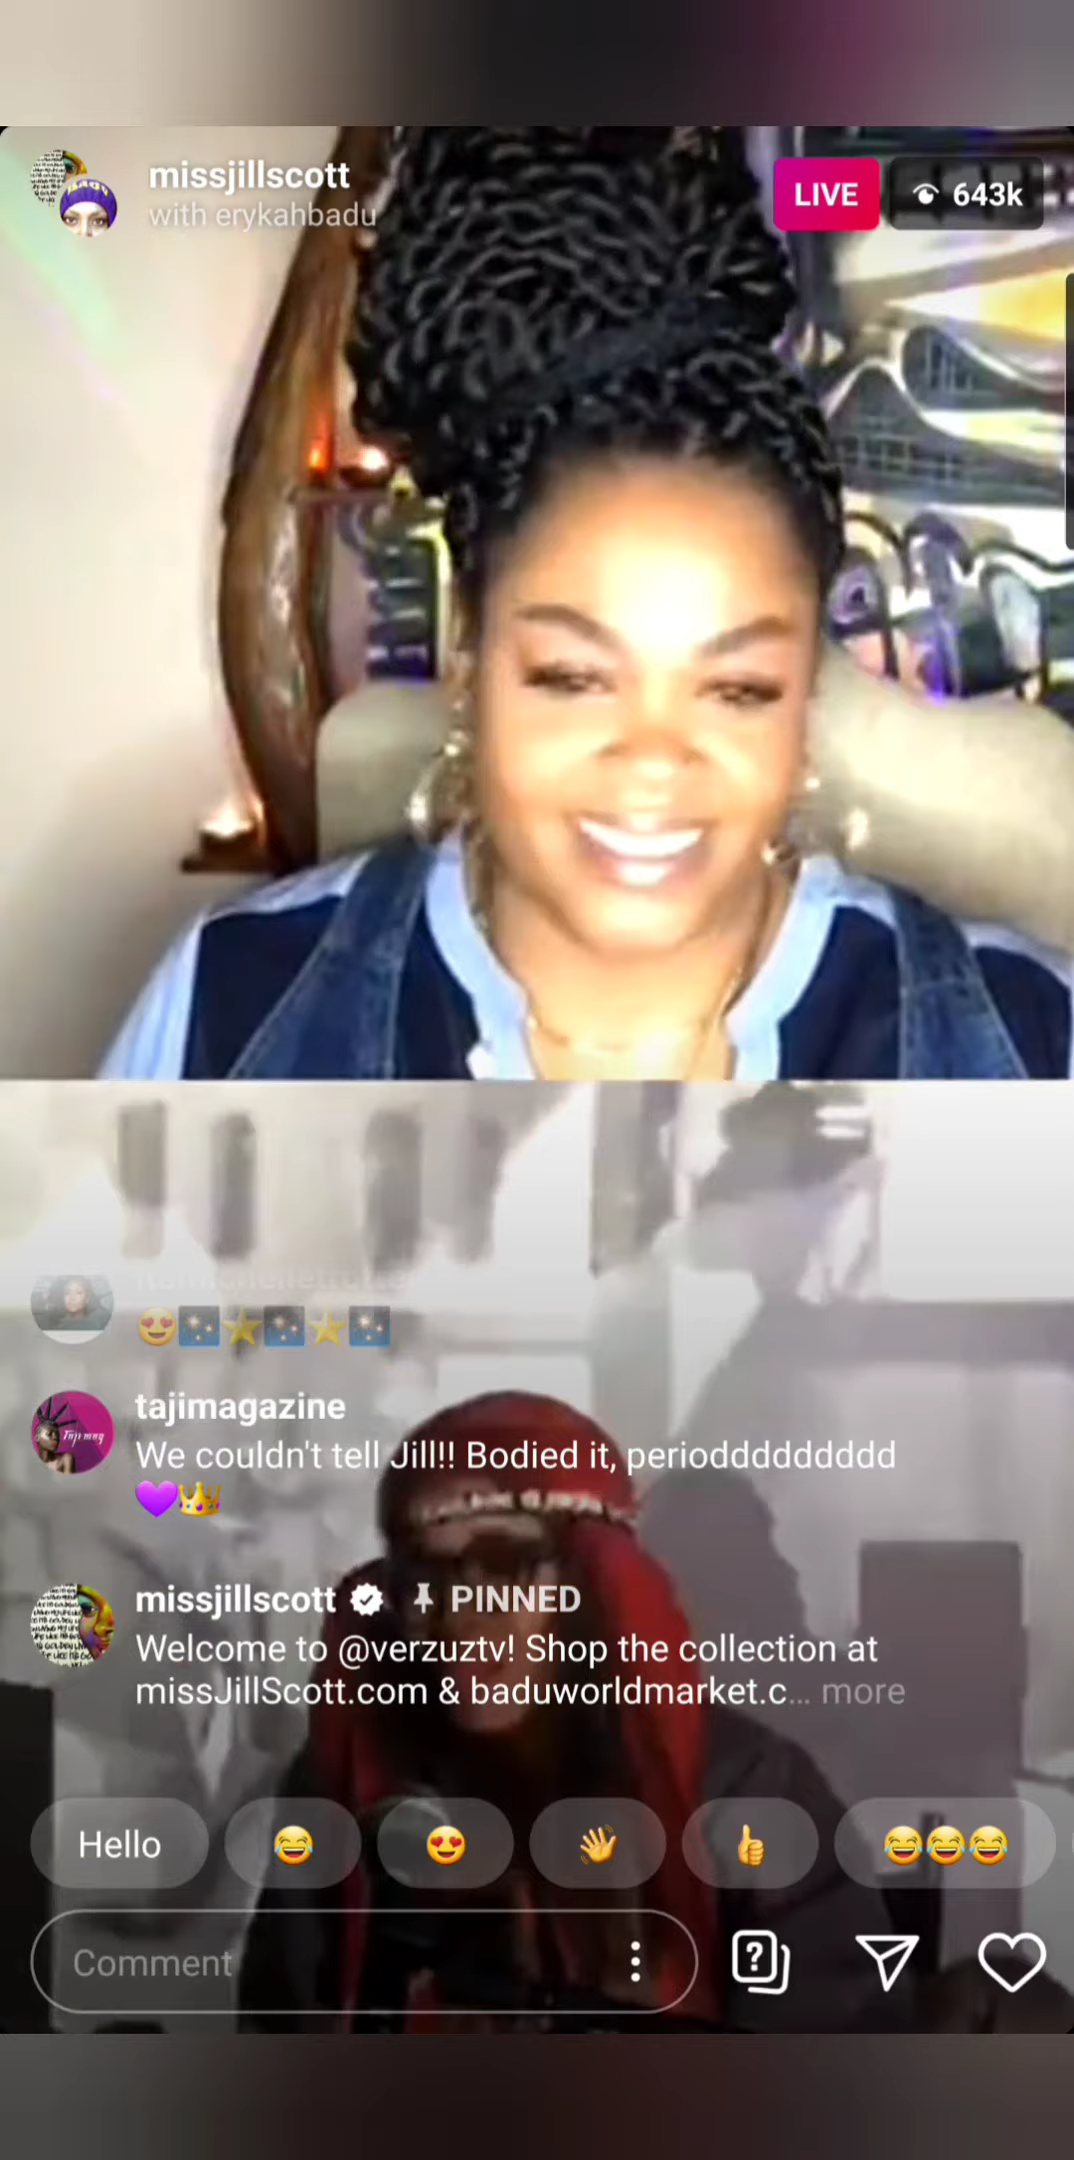 missjillscott
with erykahbadu
LIVE
643k
tajimagazine
We couldn't tell Jill!! Bodied it, perioddddddddd
💜👑
missjillscott
PINNED
Welcome to @verzuztv! Shop the collection at
missJillScott.com & baduworldmarket.c... more
Hello
Comment